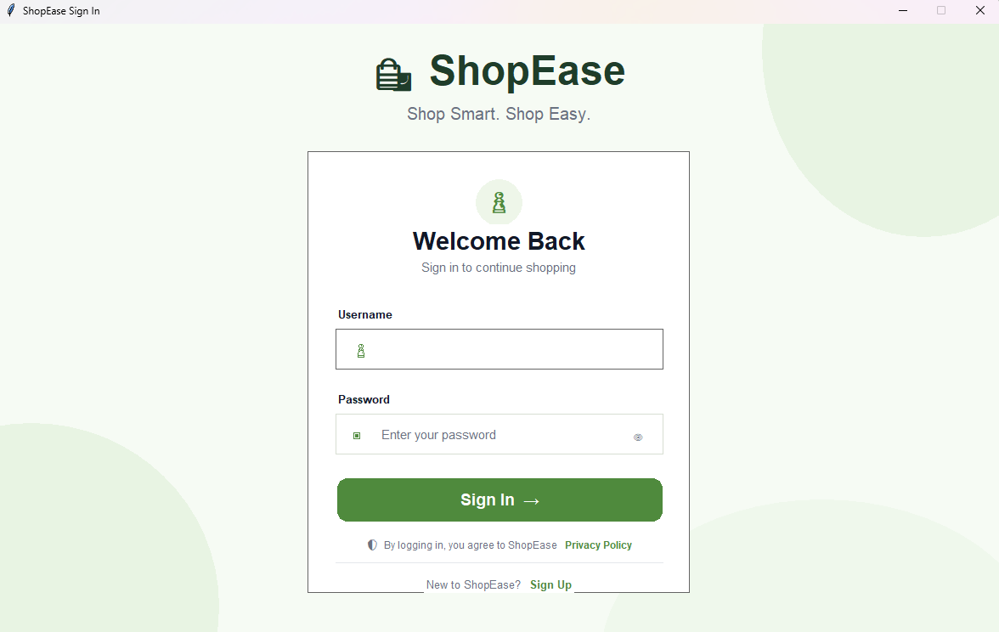 ShopEase Sign In
ShopEase
Shop Smart. Shop Easy.
Welcome Back
Sign in to continue shopping
Username
Password
Enter your password
Sign In →
By logging in, you agree to ShopEase Privacy Policy
New to ShopEase? Sign Up